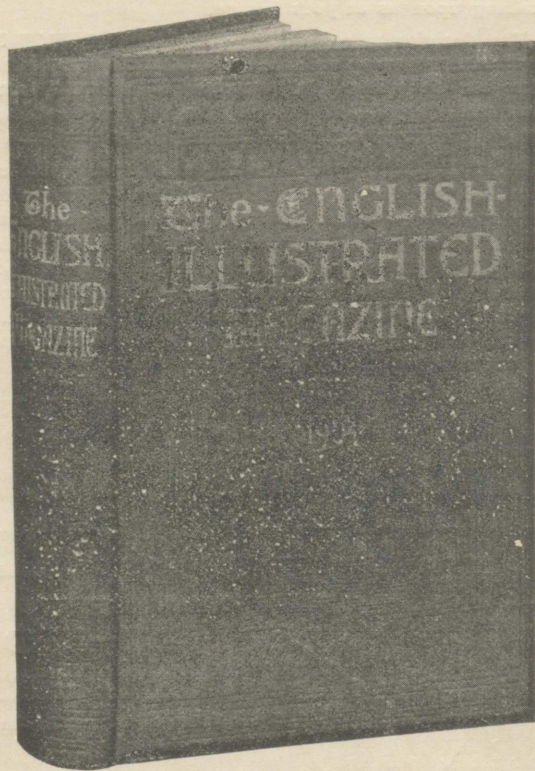 The
ENGLISH
ILLUSTRATED
MAGAZINE
The-ENGLISH-
ILLUSTRATED
MAGAZINE